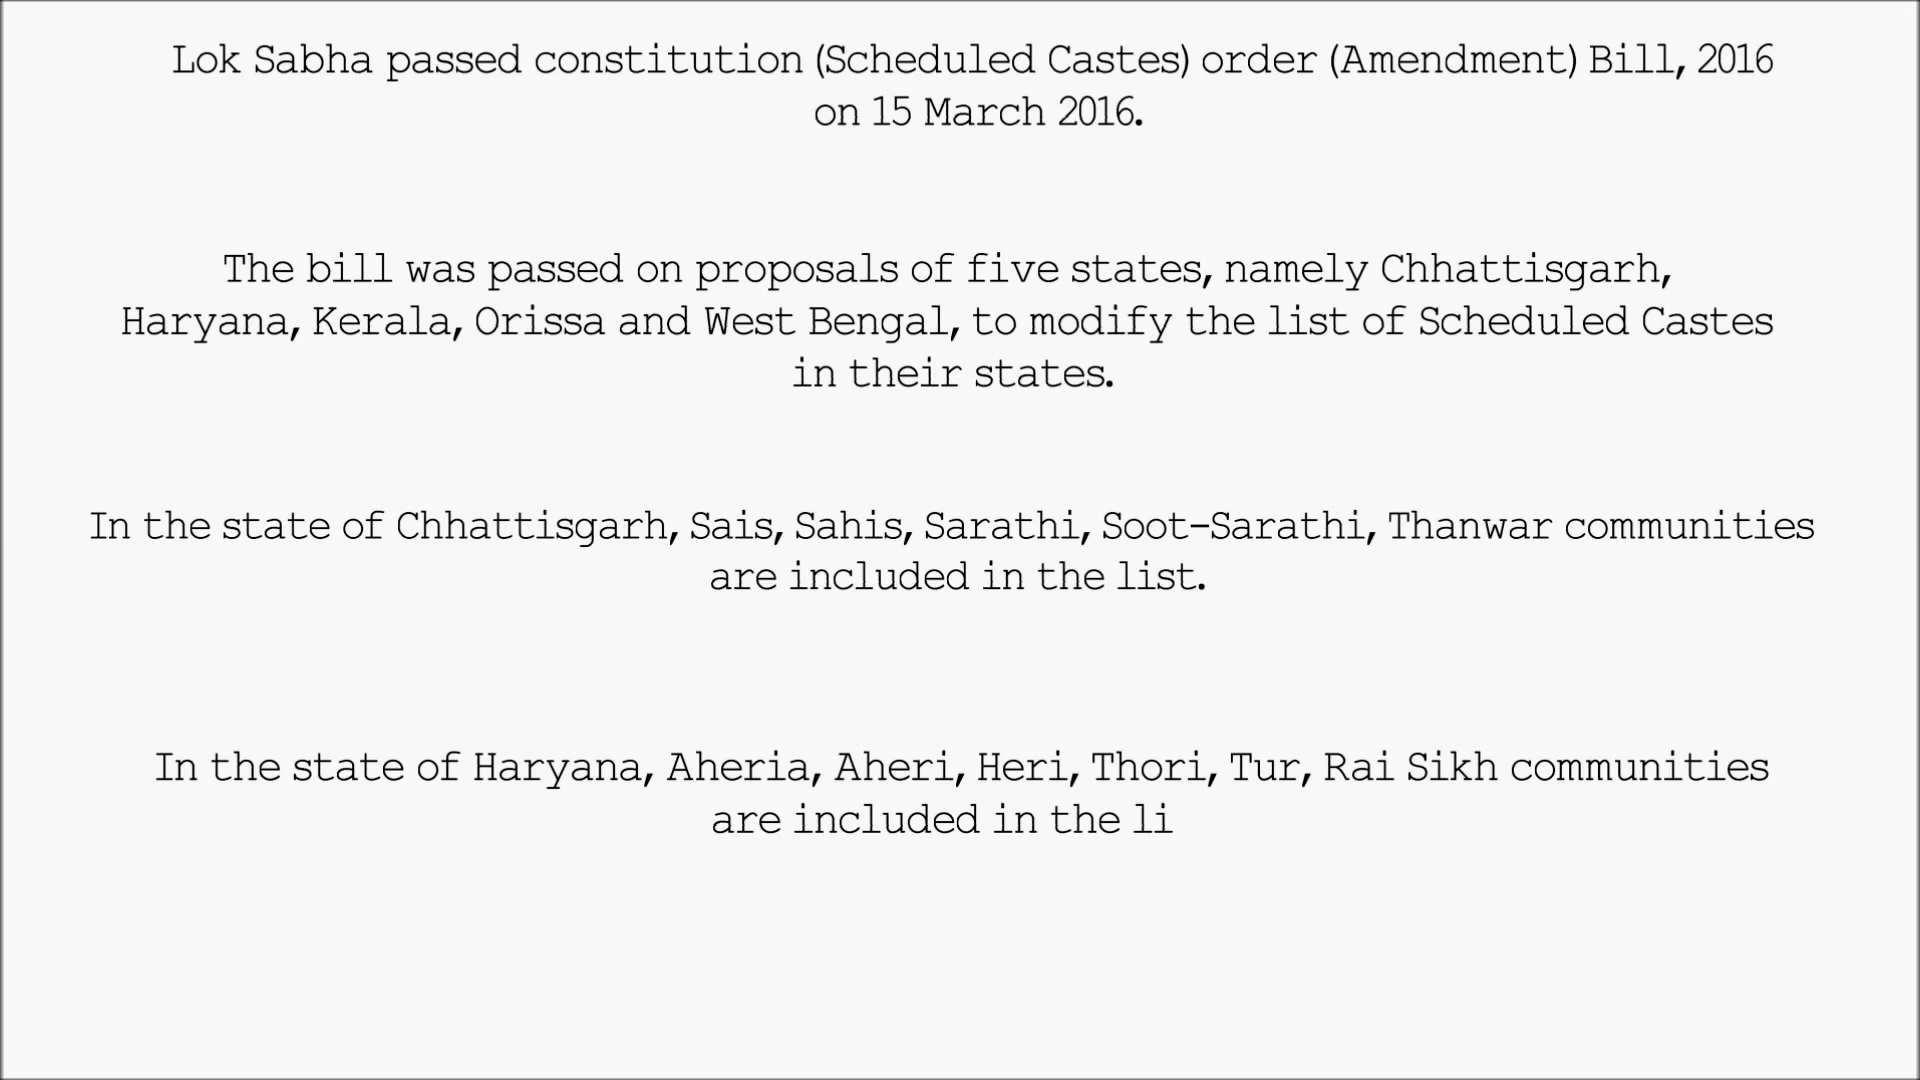 Lok Sabha passed constitution (Scheduled Castes) order (Amendment) Bill, 2016
on 15 March 2016.
The bill was passed on proposals of five states, namely Chhattisgarh,
Haryana, Kerala, Orissa and West Bengal, to modify the list of Scheduled Castes
in their states.
In the state of Chhattisgarh, Sais, Sahis, Sarathi, Soot-Sarathi, Thanwar communities
are included in the list.
In the state of Haryana, Aheria, Aheri, Heri, Thori, Tur, Rai Sikh communities
are included in the li